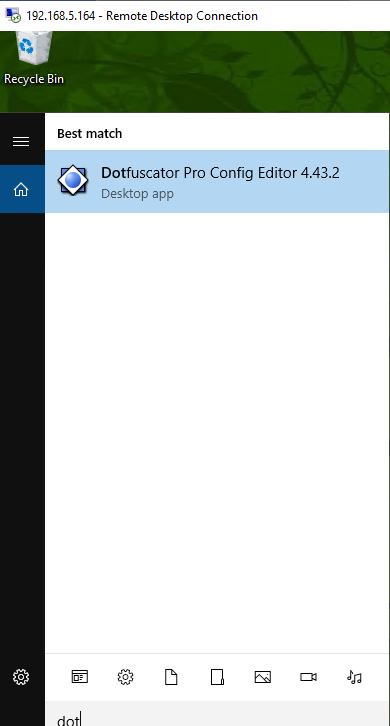 192.168.5.164 - Remote Desktop Connection
Recycle Bin
Best match
Dotfuscator Pro Config Editor 4.43.2
Desktop app
dot